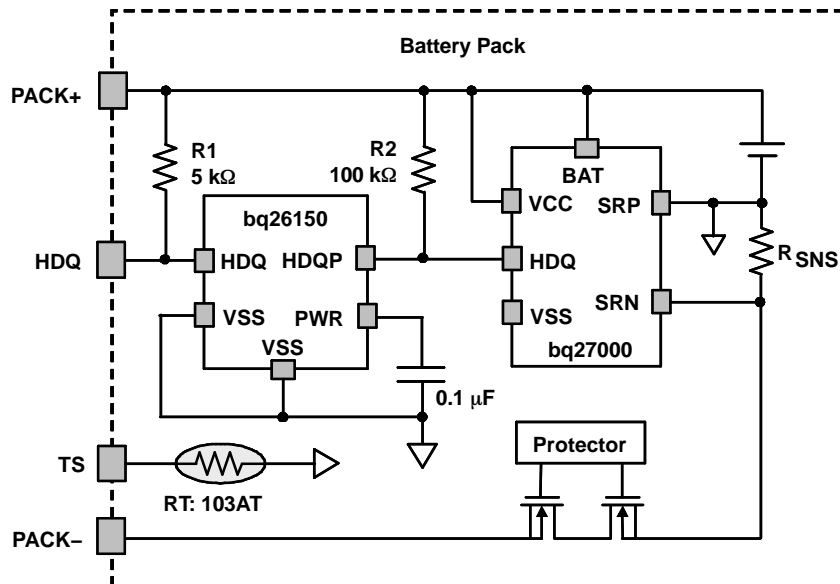 Battery Pack
PACK+
R1
5 kΩ
R2
100 kΩ
BAT
VCC
SRP
bq26150
HDQ
HDQ
HDQP
HDQ
R SNS
VSS
PWR
VSS
SRN
VSS
bq27000
0.1 μF
Protector
TS
RT: 103AT
PACK−